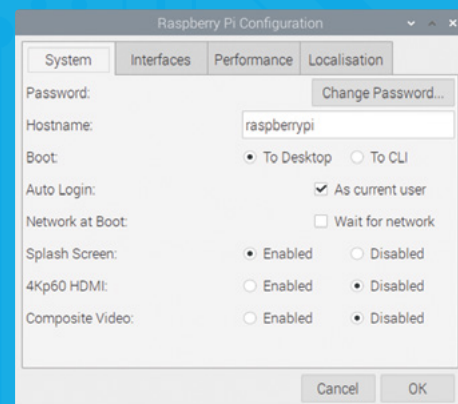 Raspberry Pi Configuration
System Interfaces Performance Localisation
Password: Change Password...
Hostname: raspberrypi
Boot: To Desktop To CLI
Auto Login: As current user
Network at Boot: Wait for network
Splash Screen: Enabled Disabled
4Kp60 HDMI: Enabled Disabled
Composite Video: Enabled Disabled
Cancel OK